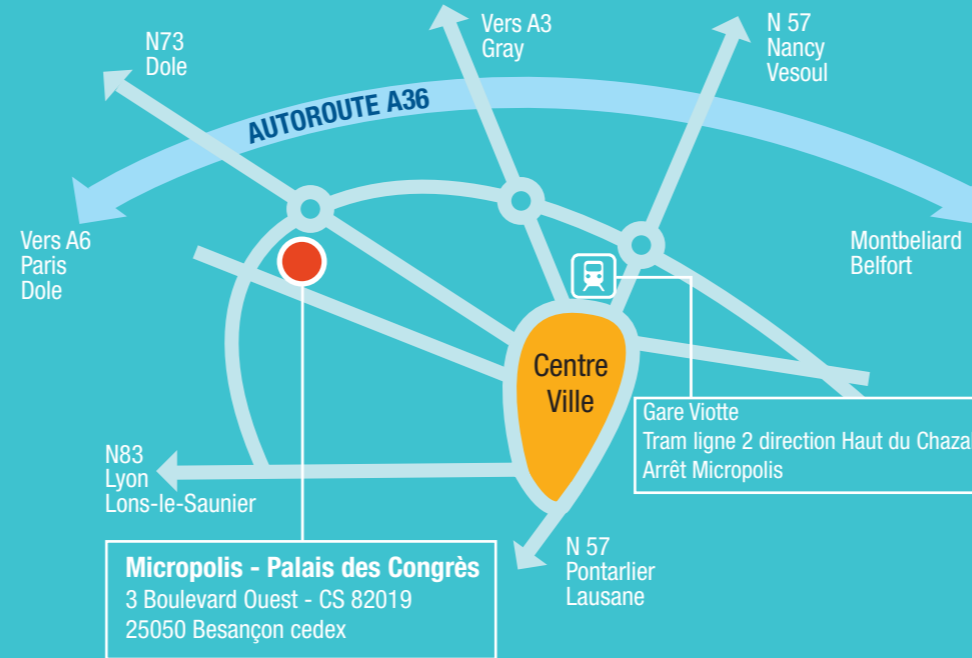 N73
Dole
Vers A3
Gray
N 57
Nancy
Vesoul
AUTOROUTE A36
Vers A6
Paris
Dole
Montbeliard
Belfort
Centre
Ville
Gare Viotte
Tram ligne 2 direction Haut du Chaza
Arrêt Micropolis
N83
Lyon
Lons-le-Saunier
Micropolis - Palais des Congrès
3 Boulevard Ouest - CS 82019
25050 Besançon cedex
N 57
Pontarlier
Lausane